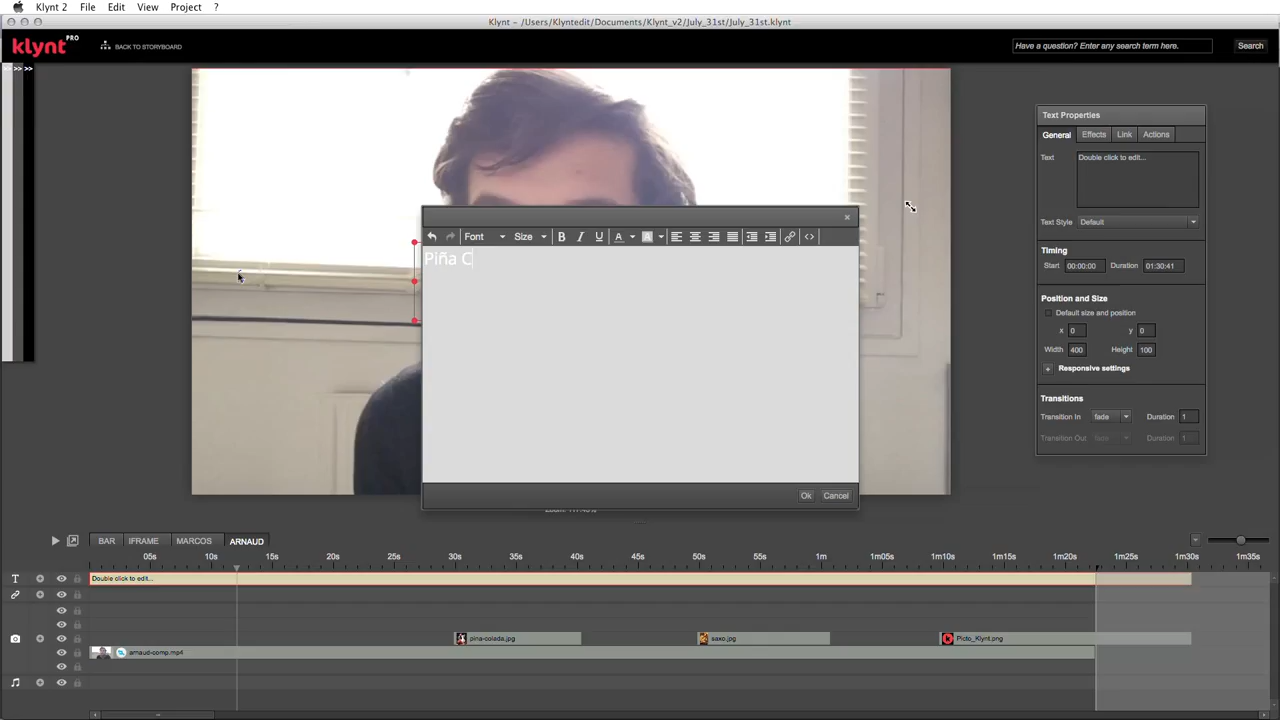 Klynt 2 File Edit View Project ?
Klynt - /Users/Klyntedit/Documents/Klynt_v2/July_31st/July_31st.klynt
klynt PRO BACK TO STORYBOARD Have a question? Enter any search term here. Search
>>> >>> >>>
Text Properties
General Effects Link Actions
Text Double click to edit...
Text Style Default
Timing
Start 00:00:00 Duration 01:30:41
Position and Size
Default size and position
x 0 y 0
Width 400 Height 100
+ Responsive settings
Transitions
Transition In fade Duration 1
Transition Out fade Duration 1
×
Font Size B I U A A <>
Piña C
Ok Cancel
BAR IFRAME MARCOS ARNAUD
05s 10s 15s 20s 25s 30s 35s 40s 45s 50s 55s 1m 1m05s 1m10s 1m15s 1m20s 1m25s 1m30s 1m35s
T Double click to edit...
pina-colada.jpg saxo.jpg Picto_Klynt.png
arnaud-comp.mp4